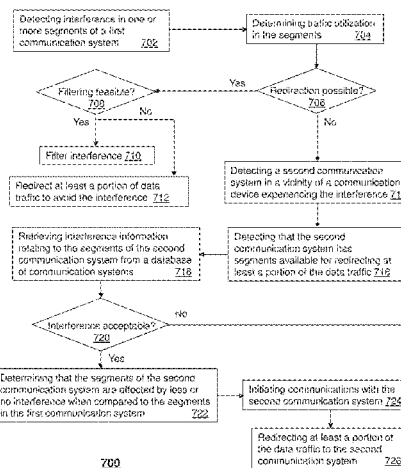 Detecting interference in one or
more segments of a first
communication system 702
Determining traffic utilization
in the segments 704
Redirection possible?
706
Yes
No
Filtering feasible?
708
Yes
No
Filter interference 710
Redirect at least a portion of data
traffic to avoid the interference 712
Detecting a second communication
system in a vicinity of a communication
device experiencing the interference 71
Detecting that the second
communication system has
segments available for redirecting at
least a portion of the data traffic 716
Retrieving interference information
relating to the segments of the second
communication system from a database
of communication systems 718
Interference acceptable?
720
No
Yes
Determining that the segments of the second
communication system are affected by less or
no interference when compared to the segments
in the first communication system 722
Initiating communications with the
second communication system 724
Redirecting at least a portion of
the data traffic to the second
communication system 726
700